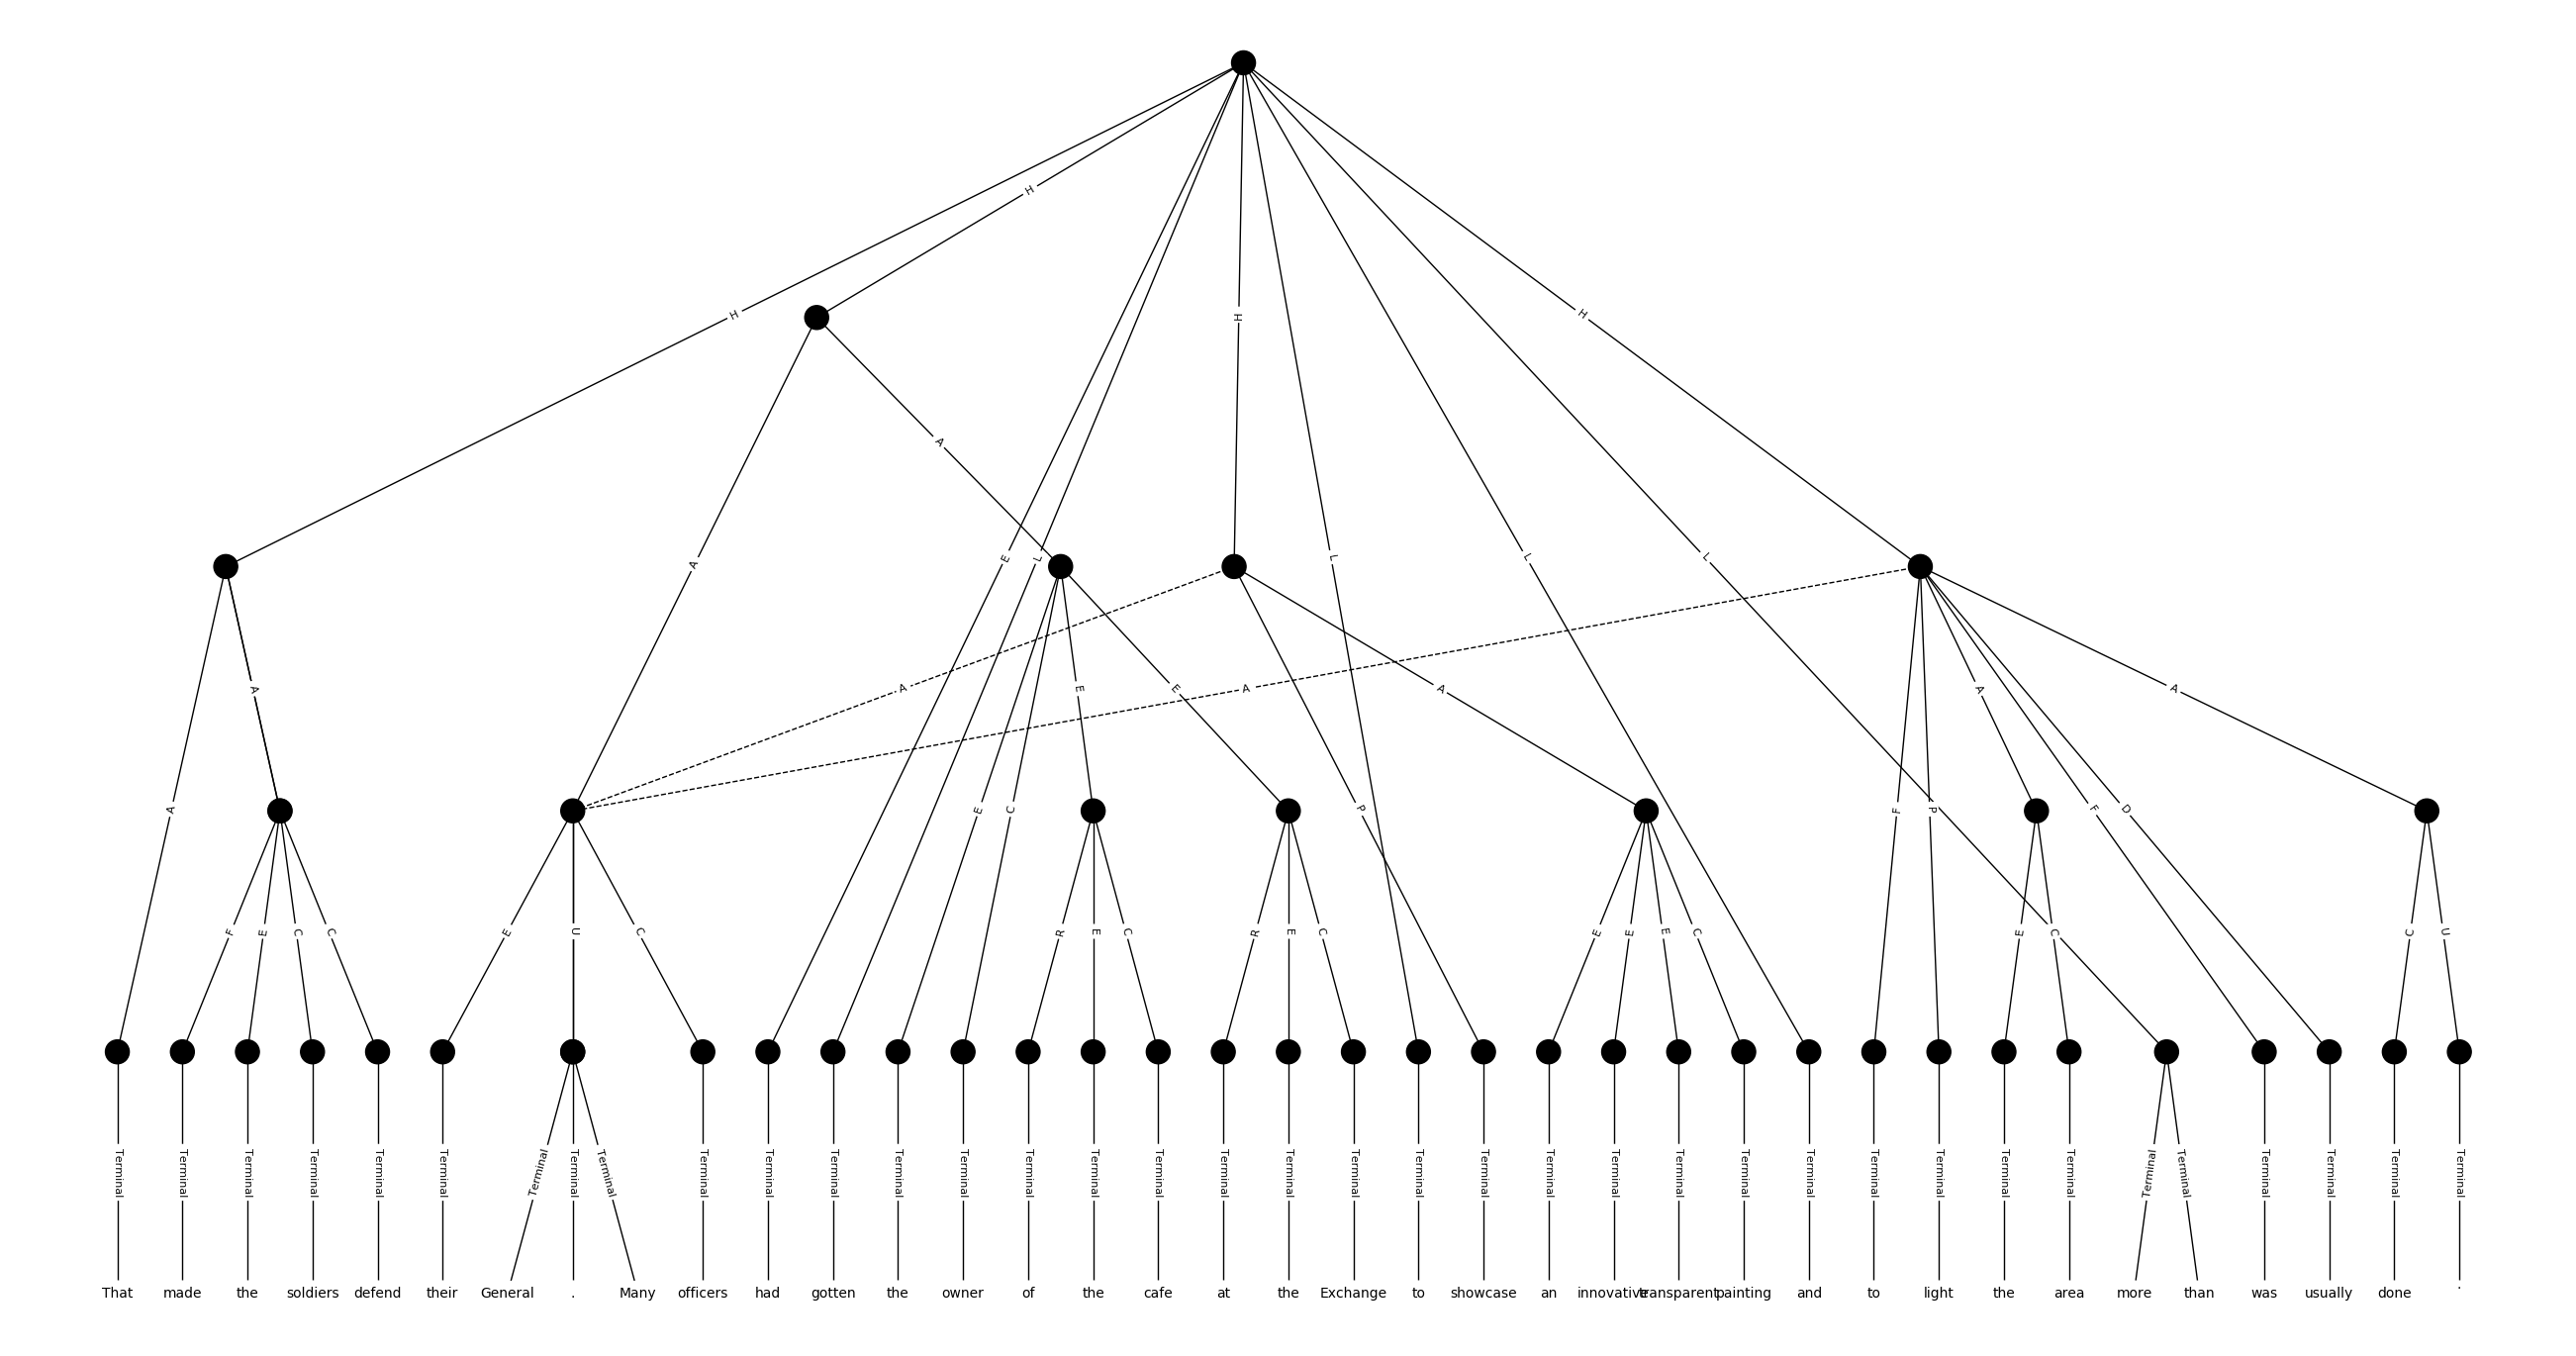 H
H
H
H
A
E
L
L
L
L
A
A
A
A
E
E
A
A
A
A
A
E
C
P
F
P
F
D
F
E
C
C
E
U
C
R
E
C
R
E
C
E
E
E
C
E
C
C
U
Terminal Terminal Terminal Terminal Terminal Terminal Terminal Terminal Terminal Terminal Terminal Terminal Terminal Terminal Terminal Terminal Terminal Terminal Terminal Terminal Terminal Terminal Terminal Terminal Terminal Terminal Terminal Terminal Terminal Terminal Terminal Terminal Terminal Terminal Terminal Terminal Terminal
That made the soldiers defend their General . Many officers had gotten the owner of the cafe at the Exchange to showcase an innovative transparent painting and to light the area more than was usually done .